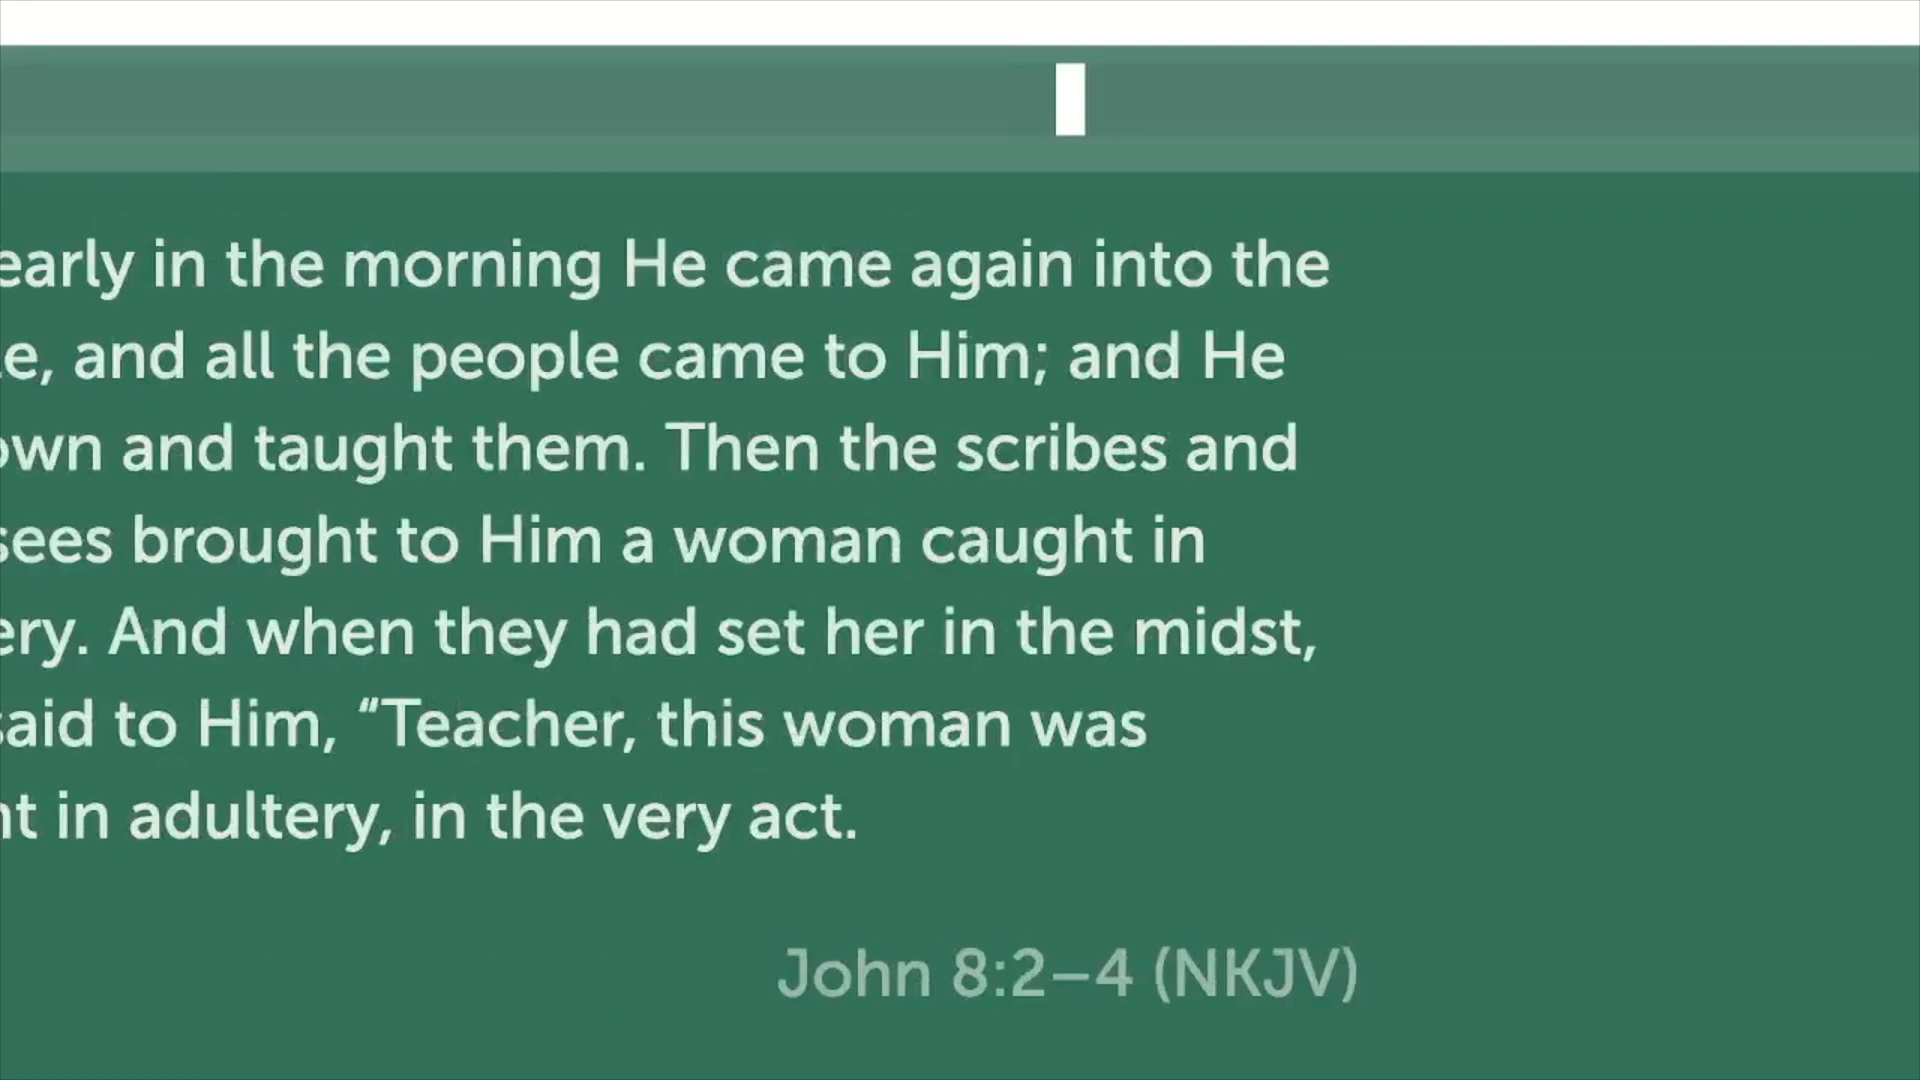 early in the morning He came again into the
e, and all the people came to Him; and He
own and taught them. Then the scribes and
sees brought to Him a woman caught in
ery. And when they had set her in the midst,
said to Him, “Teacher, this woman was
ht in adultery, in the very act.
John 8:2–4 (NKJV)